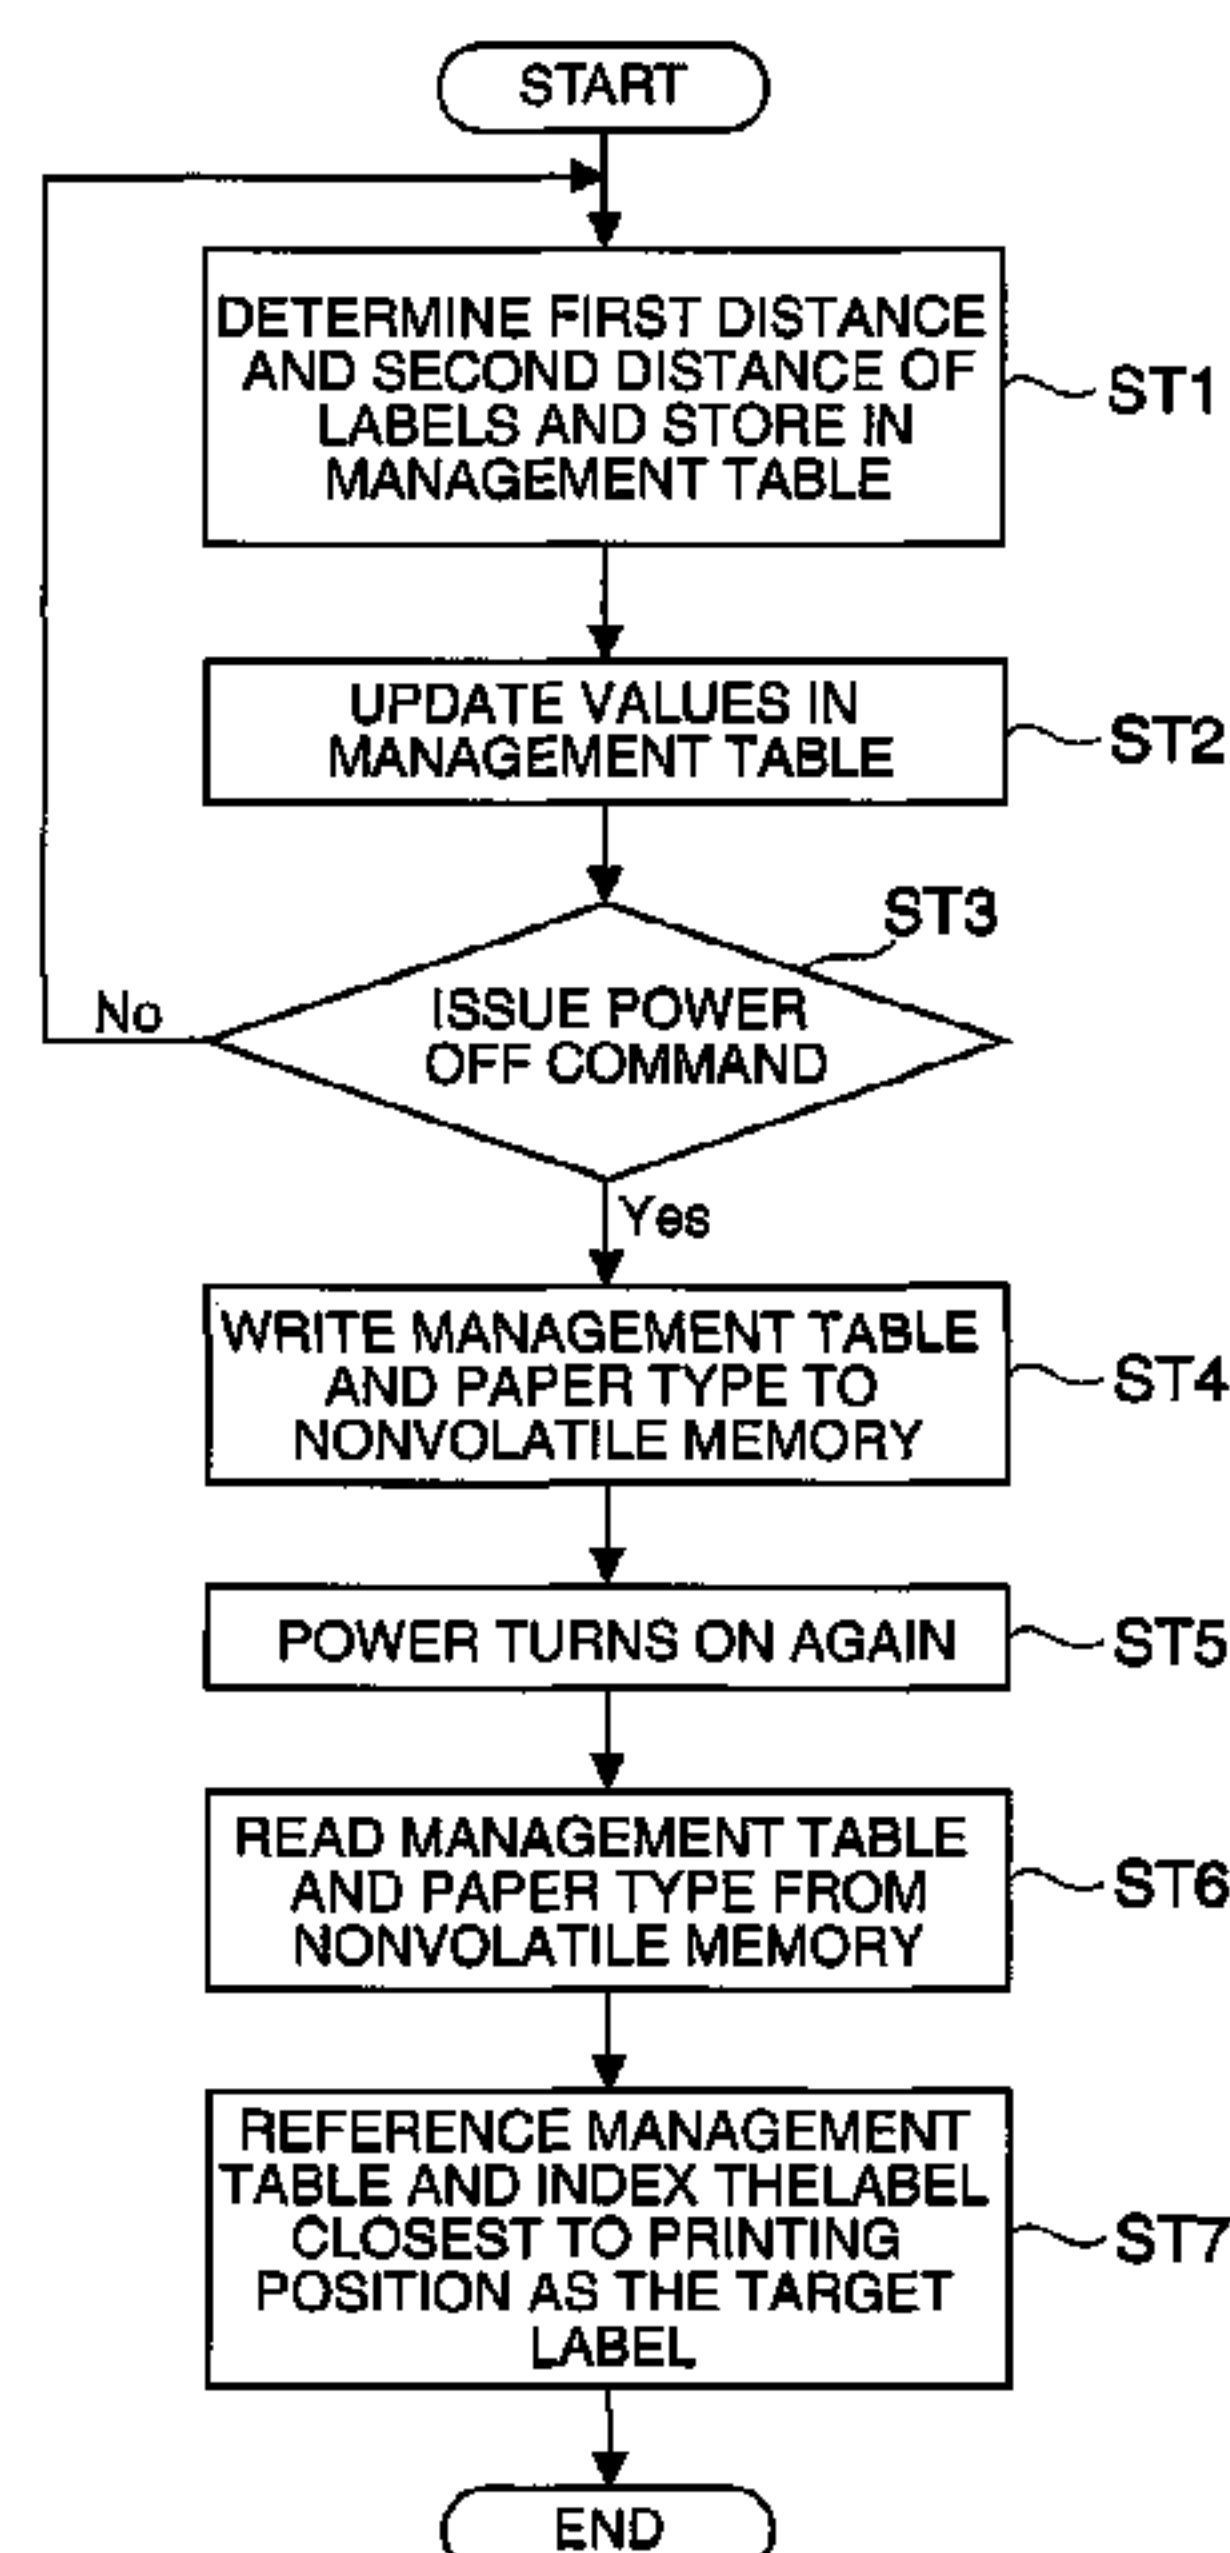 START
DETERMINE FIRST DISTANCE
AND SECOND DISTANCE OF
LABELS AND STORE IN
MANAGEMENT TABLE
ST1
UPDATE VALUES IN
MANAGEMENT TABLE
ST2
ST3
ISSUE POWER
OFF COMMAND
No
Yes
WRITE MANAGEMENT TABLE
AND PAPER TYPE TO
NONVOLATILE MEMORY
ST4
POWER TURNS ON AGAIN
ST5
READ MANAGEMENT TABLE
AND PAPER TYPE FROM
NONVOLATILE MEMORY
ST6
REFERENCE MANAGEMENT
TABLE AND INDEX THELABEL
CLOSEST TO PRINTING
POSITION AS THE TARGET
LABEL
ST7
END